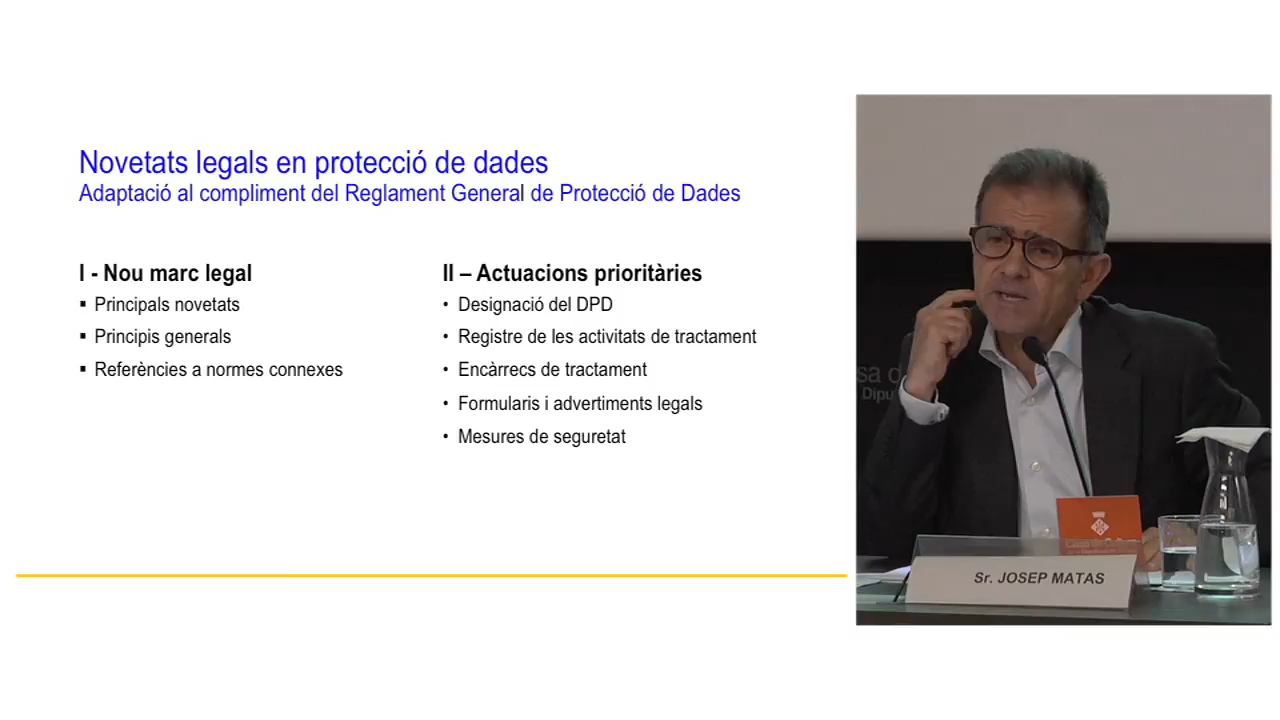 Novetats legals en protecció de dades
Adaptació al compliment del Reglament General de Protecció de Dades
I - Nou marc legal
▪ Principals novetats
▪ Principis generals
▪ Referències a normes connexes
II – Actuacions prioritàries
• Designació del DPD
• Registre de les activitats de tractament
• Encàrrecs de tractament
• Formularis i advertiments legals
• Mesures de seguretat
Sr. JOSEP MATAS